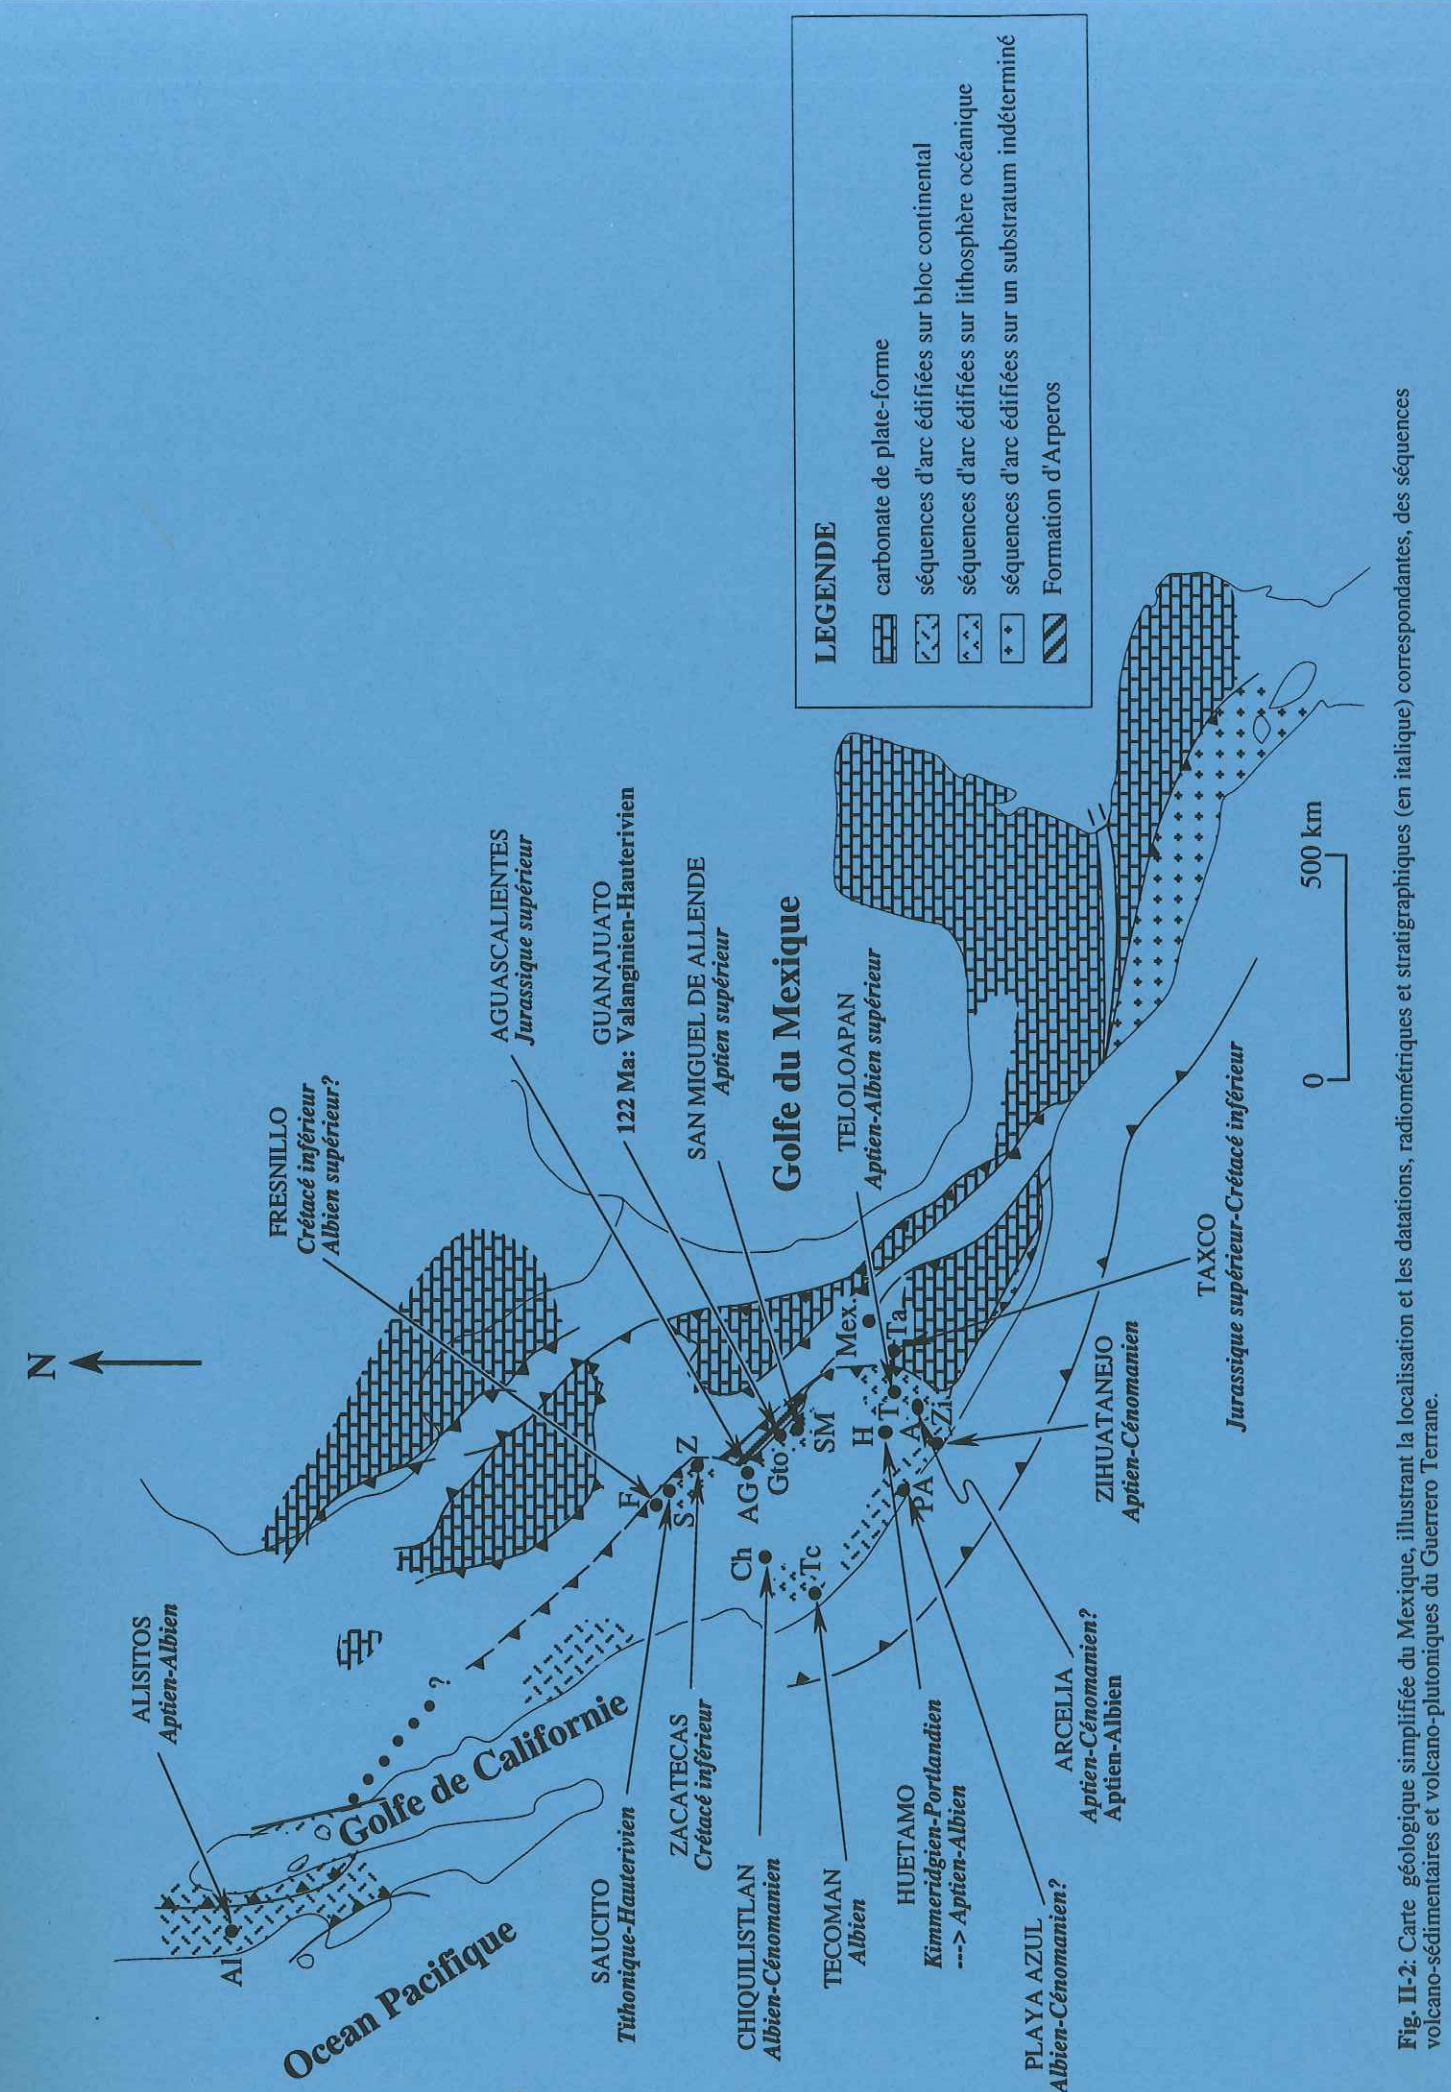 N
ALISITOS
Aptien-Albien
FRESNILLO
Crétacé inférieur
Albien supérieur?
AGUASCALIENTES
Jurassique supérieur
GUANAJUATO
122 Ma: Valanginien-Hauterivien
SAN MIGUEL DE ALLENDE
Aptien supérieur
Golfe du Mexique
TELOLOAPAN
Aptien-Albien supérieur
Golfe de Californie
Ocean Pacifique
?
Al
F
S
Z
AG
Gto
SM
Ch
Tc
Mex.
H
T
Ta
A
Zi
PA
SAUCITO
Tithonique-Hauterivien
ZACATECAS
Crétacé inférieur
CHIQUILISTLAN
Albien-Cénomanien
TECOMAN
Albien
HUETAMO
Kimmeridgien-Portlandien
---> Aptien-Albien
PLAYA AZUL
Albien-Cénomanien?
ARCELIA
Aptien-Cénomanien?
Aptien-Albien
ZIHUATANEJO
Aptien-Cénomanien
TAXCO
Jurassique supérieur-Crétacé inférieur
0 500 km
LEGENDE
carbonate de plate-forme
séquences d'arc édifiées sur bloc continental
séquences d'arc édifiées sur lithosphère océanique
séquences d'arc édifiées sur un substratum indéterminé
Formation d'Arperos
Fig. II-2: Carte géologique simplifiée du Mexique, illustrant la localisation et les datations, radiométriques et stratigraphiques (en italique) correspondantes, des séquences
volcano-sédimentaires et volcano-plutoniques du Guerrero Terrane.